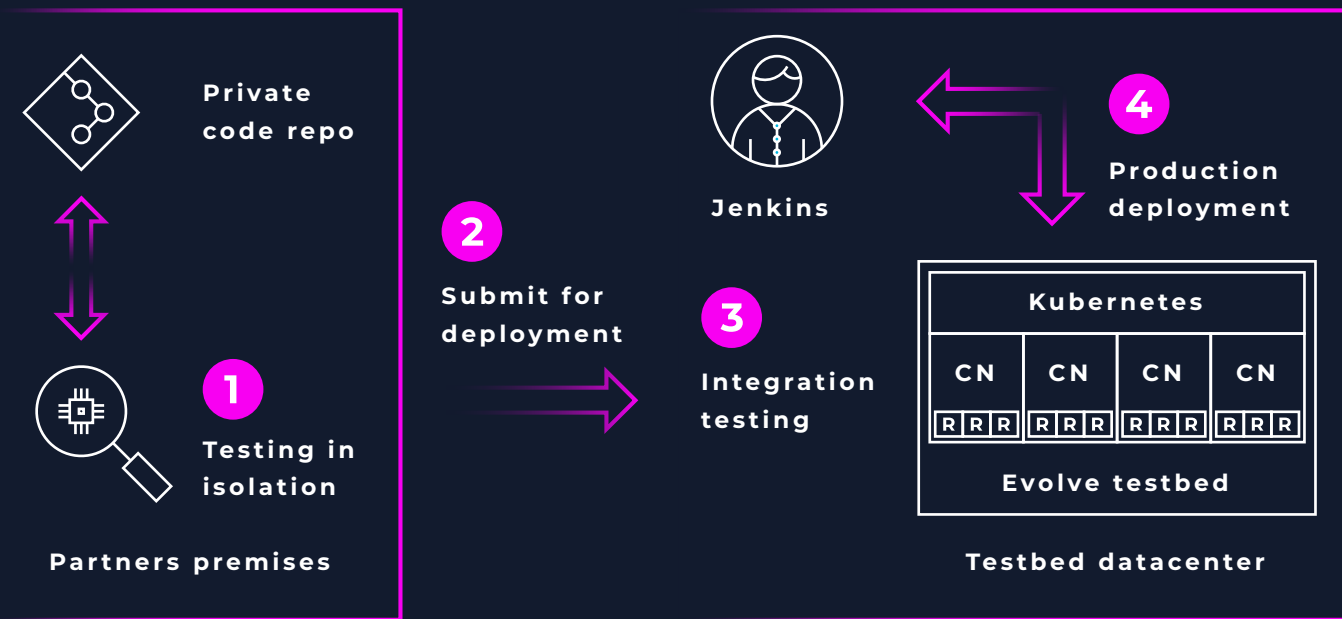 Private
code repo
1
Testing in
isolation
Partners premises
2
Submit for
deployment
Jenkins
3
Integration
testing
4
Production
deployment
Kubernetes
CN CN CN CN
R R R R R R R R R R R R
Evolve testbed
Testbed datacenter